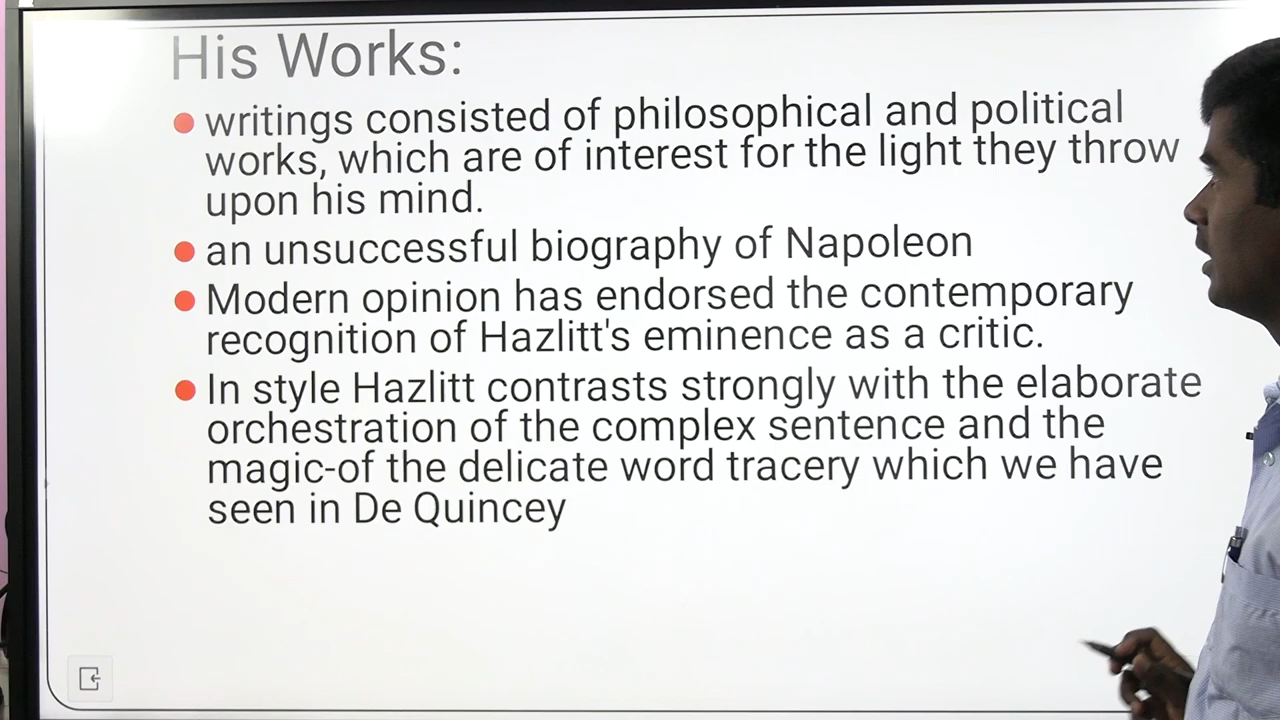 His Works:
writings consisted of philosophical and political
works, which are of interest for the light they throw
upon his mind.
an unsuccessful biography of Napoleon
Modern opinion has endorsed the contemporary
recognition of Hazlitt's eminence as a critic.
In style Hazlitt contrasts strongly with the elaborate
orchestration of the complex sentence and the
magic-of the delicate word tracery which we have
seen in De Quincey